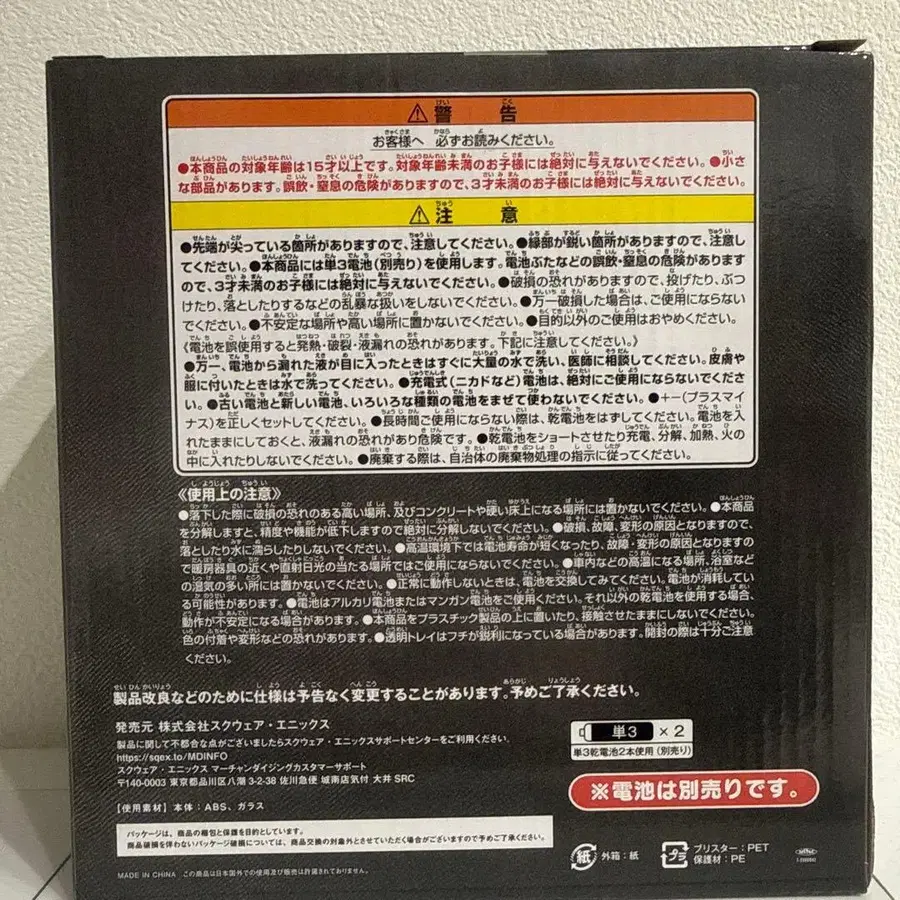 ⚠警告
お客様へ 必ずお読みください。
●本商品の対象年齢は15才以上です。対象年齢未満のお子様には絶対に与えないでください。●小さ
な部品があります。誤飲・窒息の危険がありますので、3才未満のお子様には絶対に与えないでください。
⚠注意
●先端が尖っている箇所がありますので、注意してください。●縁部が鋭い箇所がありますので、注意し
てください。●本商品には単3電池(別売り)を使用します。電池ぶたなどの誤飲・窒息の危険があります
ので、3才未満のお子様には絶対に与えないでください。●破損の恐れがありますので、投げたり、ぶつ
けたり、落としたりするなどの乱暴な扱いをしないでください。●万一破損した場合は、ご使用にならない
でください。●不安定な場所や高い場所に置かないでください。●目的以外のご使用はおやめください。
《電池を誤使用すると発熱・破裂・液漏れの恐れがあります。下記に注意してください。》
●万一、電池から漏れた液が目に入ったときはすぐに大量の水で洗い、医師に相談してください。皮膚や
服に付いたときは水で洗ってください。●充電式(ニカドなど)電池は、絶対にご使用にならないでくださ
い。●古い電池と新しい電池、いろいろな種類の電池をまぜて使わないでください。●+-(プラスマイ
ナス)を正しくセットしてください。●長時間ご使用にならない際は、乾電池をはずしてください。電池を入
れたままにしておくと、液漏れの恐れがあり危険です。●乾電池をショートさせたり充電、分解、加熱、火の
中に入れたりしないでください。●廃棄する際は、自治体の廃棄物処理の指示に従ってください。
《使用上の注意》
●落下した際に破損の恐れのある高い場所、及びコンクリートや硬い床上になる場所には置かないでください。●本商品
を分解しますと、精度や機能が低下しますので絶対に分解しないでください。●破損、故障、変形の原因となりますので、
落としたり水に濡らしたりしないでください。●高温環境下では電池寿命が短くなったり、故障・変形の原因となりますの
で暖房器具の近くや直射日光の当たる場所ではご使用にならないでください。●車内などの高温になる場所、浴室など
の湿気の多い所には置かないでください。●正常に動作しないときは、電池を交換してみてください。電池が消耗してい
る可能性があります。●電池はアルカリ電池またはマンガン電池をご使用ください。それ以外の乾電池を使用する場合、
動作が不安定になる場合があります。●本商品をプラスチック製品の上に置いたり、接触させたままにしないでください。
色の付着や変形などの恐れがあります。●透明トレイはフチが鋭利になっている場合があります。開封の際は十分ご注意
ください。
製品改良などのために仕様は予告なく変更することがあります。予めご了承ください。
発売元 株式会社スクウェア・エニックス
製品に関して不都合な点がございましたらスクウェア・エニックスサポートセンターをご利用ください。
https://sqex.to/MDINFO
スクウェア・エニックス マーチャンダイジングカスタマーサポート
〒140-0003 東京都品川区八潮 3-2-38 佐川急便 城南店気付 大井 SRC
単3 ×2
単3乾電池2本使用(別売り)
※電池は別売りです。
【使用素材】本体:ABS、ガラス
パッケージは、商品の梱包と保護を目的としています。
商品破損を伴わないパッケージ破損については、商品交換の対象外とさせていただく場合がございますので予めご了承ください。
紙 外箱:紙
プラ ブリスター:PET
保護材:PE
MADE IN CHINA この商品は日本国外での使用及び販売は許諾されておりません。